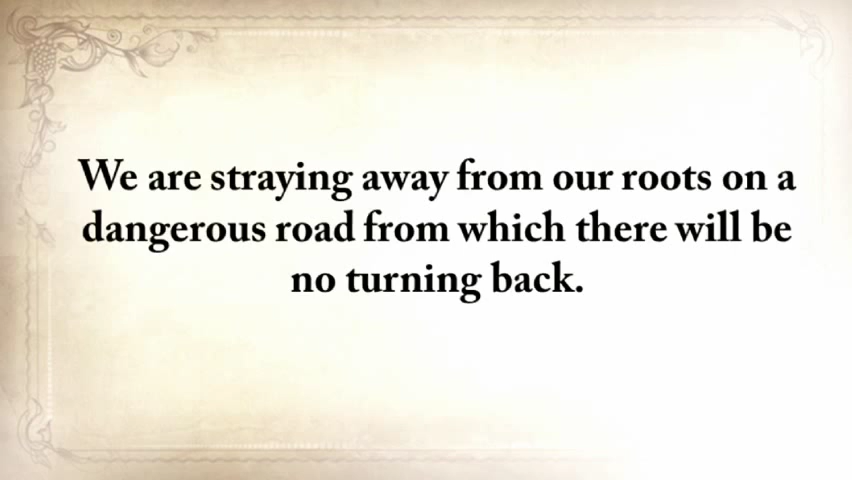 We are straying away from our roots on a
dangerous road from which there will be
no turning back.